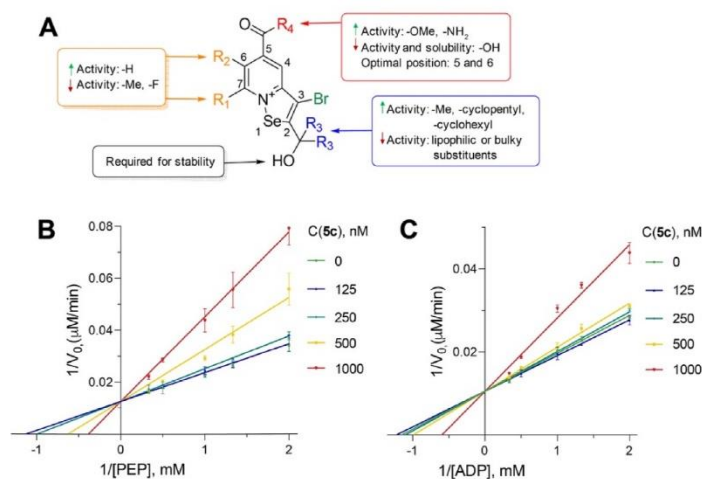 A
O
R₄
↑ Activity: -OMe, -NH₂
↓ Activity and solubility: -OH
Optimal position: 5 and 6
↑ Activity: -H
↓ Activity: -Me, -F
R₂
R₁
5
6
4
7
N⁺
3
Br
Se
1
2
R₃
R₃
HO
Required for stability
↑ Activity: -Me, -cyclopentyl,
-cyclohexyl
↓ Activity: lipophilic or bulky
substituents
B
C(5c), nM
0
125
250
500
1000
1/V₀,(μM/min)
0.08
0.06
0.04
0.02
-1 0 1 2
1/[PEP], mM
C
C(5c), nM
0
125
250
500
1000
1/V₀,(μM/min)
0.04
0.02
-1 0 1 2
1/[ADP], mM